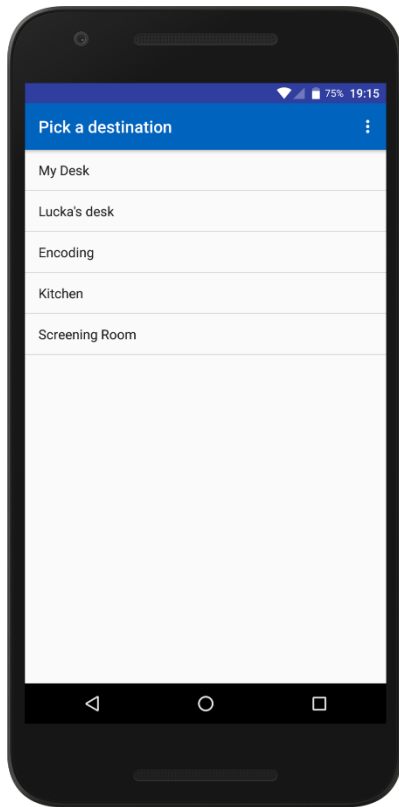 75% 19:15
Pick a destination
My Desk
Lucka's desk
Encoding
Kitchen
Screening Room